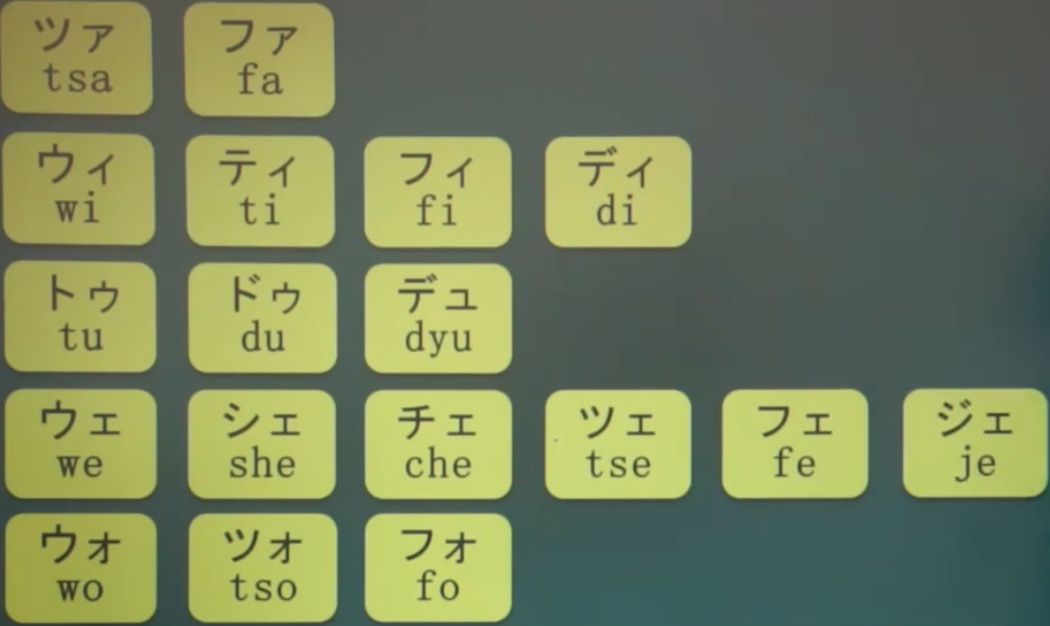 ツァ ファ
tsa fa
ウィ ティ フィ ディ
wi ti fi di
トゥ ドゥ デュ
tu du dyu
ウェ シェ チェ ツェ フェ ジェ
we she che tse fe je
ウォ ツォ フォ
wo tso fo